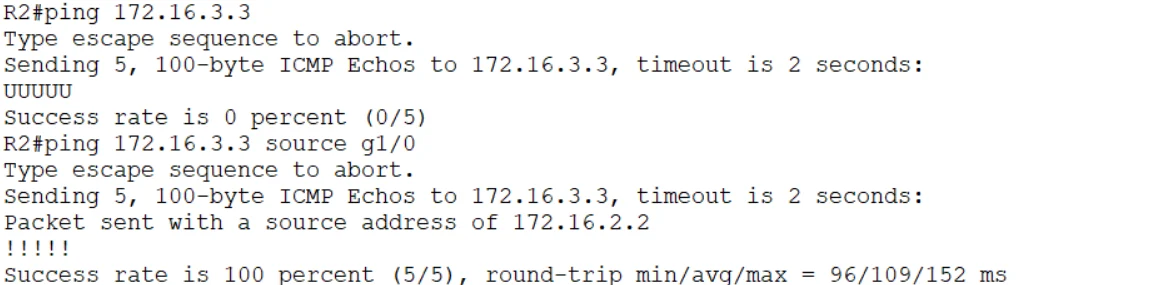 R2#ping 172.16.3.3
Type escape sequence to abort.
Sending 5, 100-byte ICMP Echos to 172.16.3.3, timeout is 2 seconds:
UUUUU
Success rate is 0 percent (0/5)
R2#ping 172.16.3.3 source g1/0
Type escape sequence to abort.
Sending 5, 100-byte ICMP Echos to 172.16.3.3, timeout is 2 seconds:
Packet sent with a source address of 172.16.2.2
!!!!!
Success rate is 100 percent (5/5), round-trip min/avg/max = 96/109/152 ms